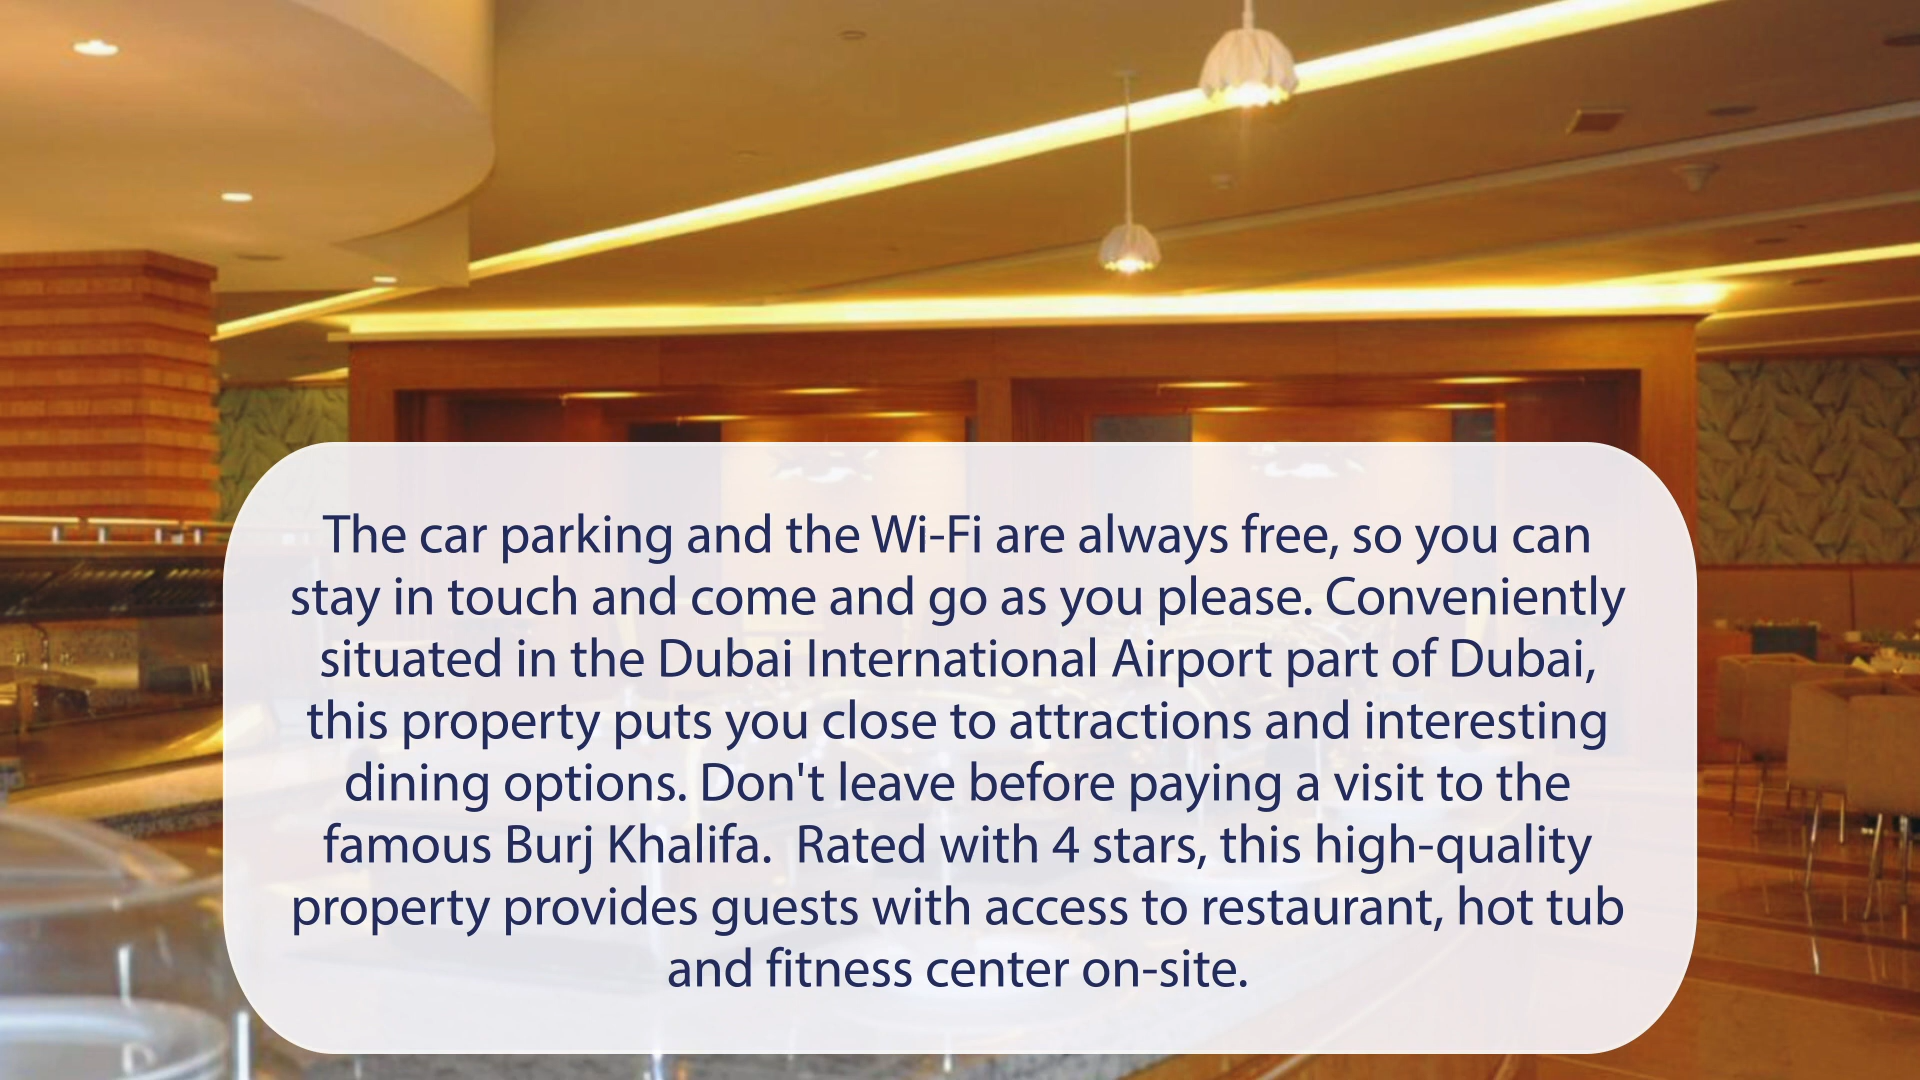 The car parking and the Wi-Fi are always free, so you can
stay in touch and come and go as you please. Conveniently
situated in the Dubai International Airport part of Dubai,
this property puts you close to attractions and interesting
dining options. Don't leave before paying a visit to the
famous Burj Khalifa.  Rated with 4 stars, this high-quality
property provides guests with access to restaurant, hot tub
and fitness center on-site.